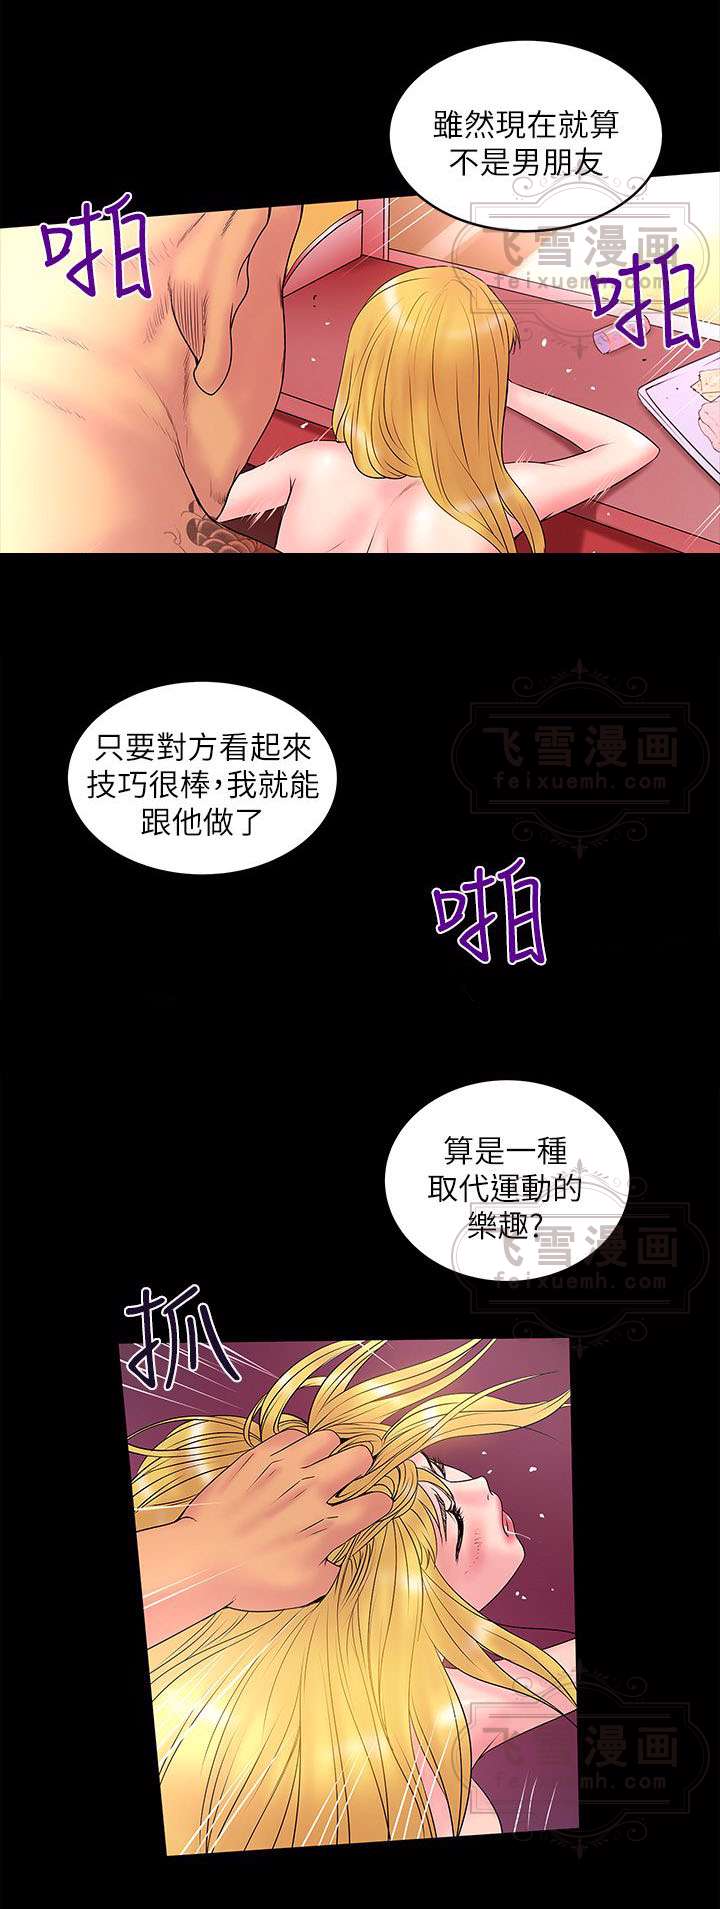 雖然現在就算
不是男朋友
啪
啪
飞雪漫画
feixuemh.com
只要對方看起來
技巧很棒，我就能
跟他做了
飞雪漫画
feixuemh.com
啪
算是一種
取代運動的
樂趣？
飞雪漫画
feixuemh.com
抓
飞雪漫画
feixuemh.com